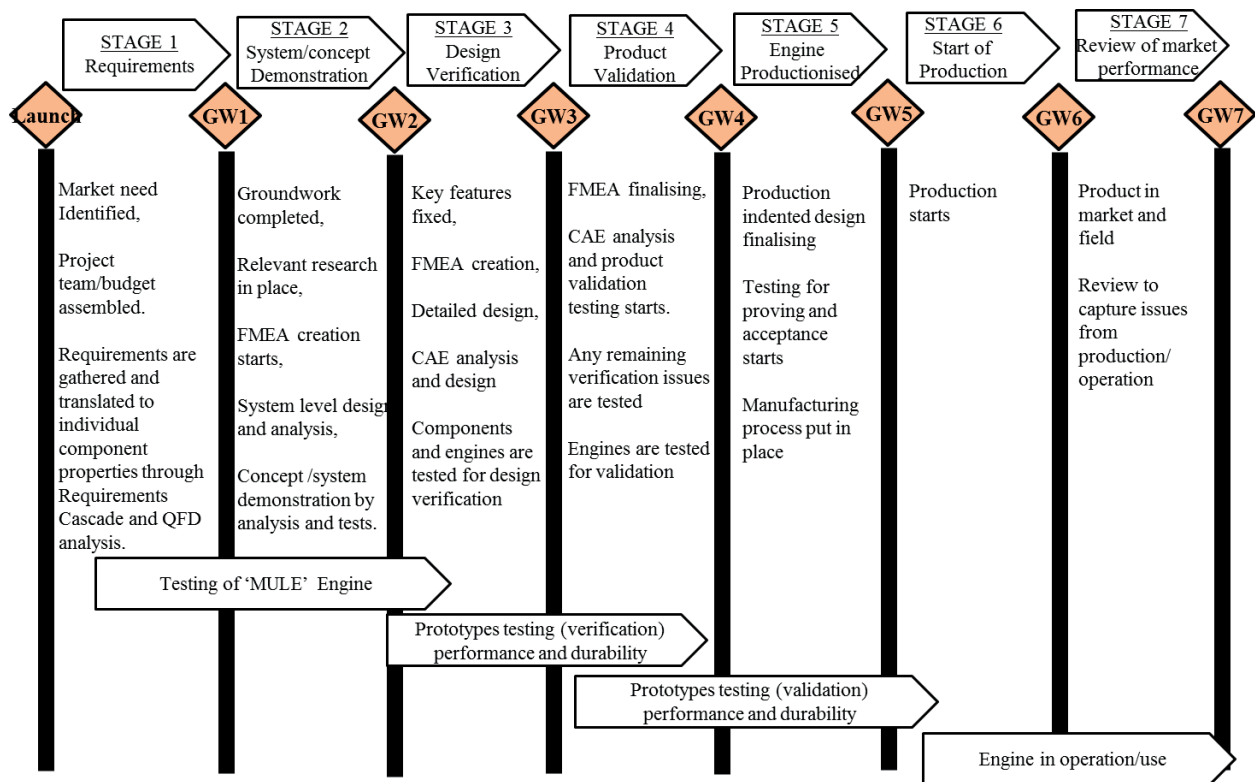 STAGE 1
Requirements
STAGE 2
System/concept
Demonstration
STAGE 3
Design
Verification
STAGE 4
Product
Validation
STAGE 5
Engine
Productionised
STAGE 6
Start of
Production
STAGE 7
Review of market
performance
Launch
GW1
GW2
GW3
GW4
GW5
GW6
GW7
Market need
Identified,
Project
team/budget
assembled.
Requirements are
gathered and
translated to
individual
component
properties through
Requirements
Cascade and QFD
analysis.
Groundwork
completed,
Relevant research
in place,
FMEA creation
starts,
System level design
and analysis,
Concept /system
demonstration by
analysis and tests.
Key features
fixed,
FMEA creation,
Detailed design,
CAE analysis
and design
Components
and engines are
tested for design
verification
FMEA finalising,
CAE analysis
and product
validation
testing starts.
Any remaining
verification issues
are tested
Engines are tested
for validation
Production
indented design
finalising
Testing for
proving and
acceptance
starts
Manufacturing
process put in
place
Production
starts
Product in
market and
field
Review to
capture issues
from
production/
operation
Testing of ‘MULE’ Engine
Prototypes testing (verification)
performance and durability
Prototypes testing (validation)
performance and durability
Engine in operation/use